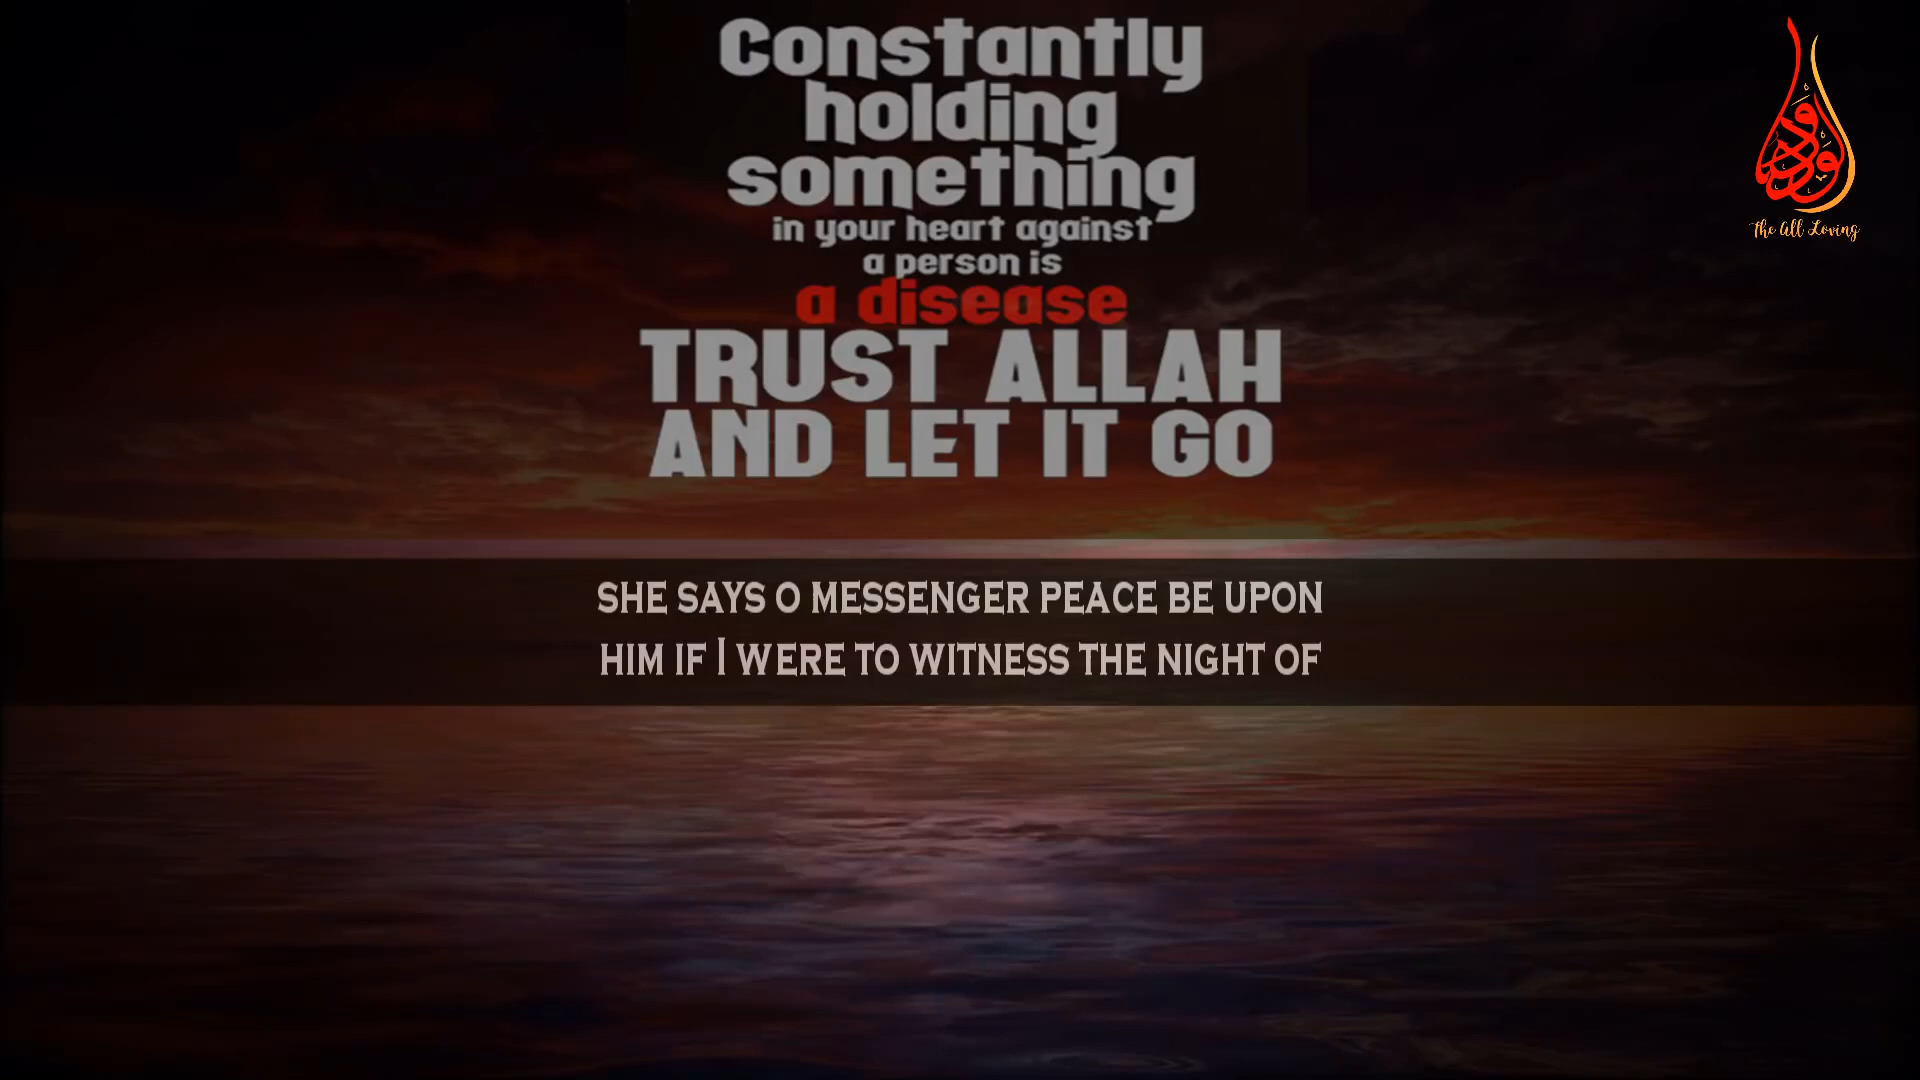 Constantly
holding
something
in your heart against
a person is
a disease
TRUST ALLAH
AND LET IT GO
The All Loving
SHE SAYS O MESSENGER PEACE BE UPON
HIM IF I WERE TO WITNESS THE NIGHT OF